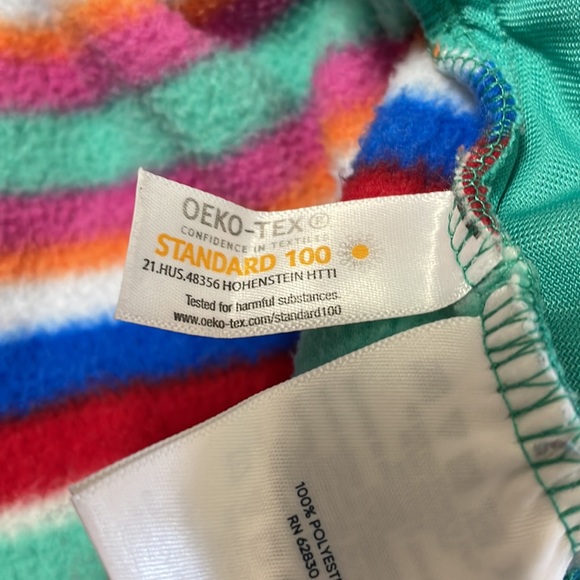 OEKO-TEX®
CONFIDENCE IN TEXTILES
STANDARD 100
21.HUS.48356 HOHENSTEIN HTTI
Tested for harmful substances.
www.oeko-tex.com/standard100
100% POLYEST
RN 62830